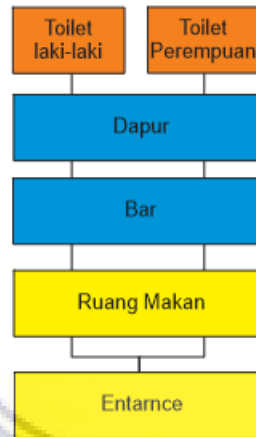 Toilet
laki-laki
Toilet
Perempuan
Dapur
Bar
Ruang Makan
Entarnce